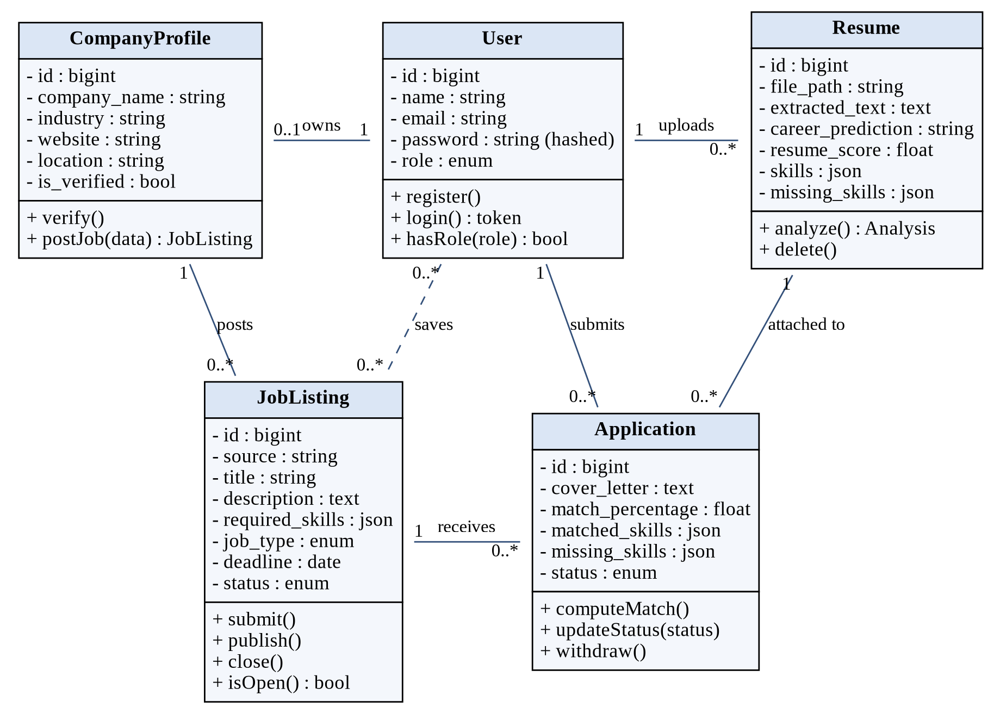 CompanyProfile
- id : bigint
- company_name : string
- industry : string
- website : string
- location : string
- is_verified : bool
+ verify()
+ postJob(data) : JobListing
0..1
owns
1
User
- id : bigint
- name : string
- email : string
- password : string (hashed)
- role : enum
+ register()
+ login() : token
+ hasRole(role) : bool
1
uploads
0..*
Resume
- id : bigint
- file_path : string
- extracted_text : text
- career_prediction : string
- resume_score : float
- skills : json
- missing_skills : json
+ analyze() : Analysis
+ delete()
1
posts
0..*
0..*
saves
0..*
1
submits
0..*
1
attached to
0..*
JobListing
- id : bigint
- source : string
- title : string
- description : text
- required_skills : json
- job_type : enum
- deadline : date
- status : enum
+ submit()
+ publish()
+ close()
+ isOpen() : bool
1
receives
0..*
Application
- id : bigint
- cover_letter : text
- match_percentage : float
- matched_skills : json
- missing_skills : json
- status : enum
+ computeMatch()
+ updateStatus(status)
+ withdraw()